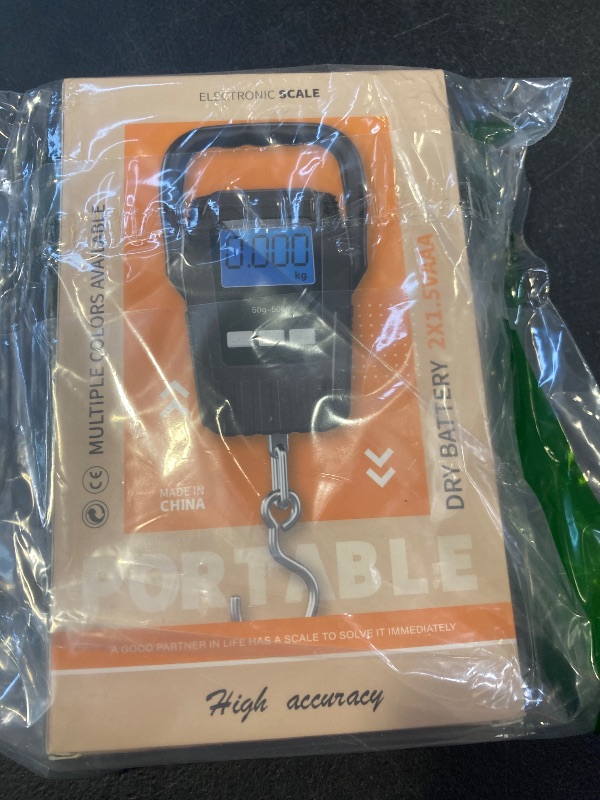 ELECTRONIC SCALE
MULTIPLE COLORS AVAILABLE
CE
0.000
kg
DRY BATTERY 2X1.5VAAA
MADE IN
CHINA
PORTABLE
A GOOD PARTNER IN LIFE HAS A SCALE TO SOLVE IT IMMEDIATELY
High accuracy